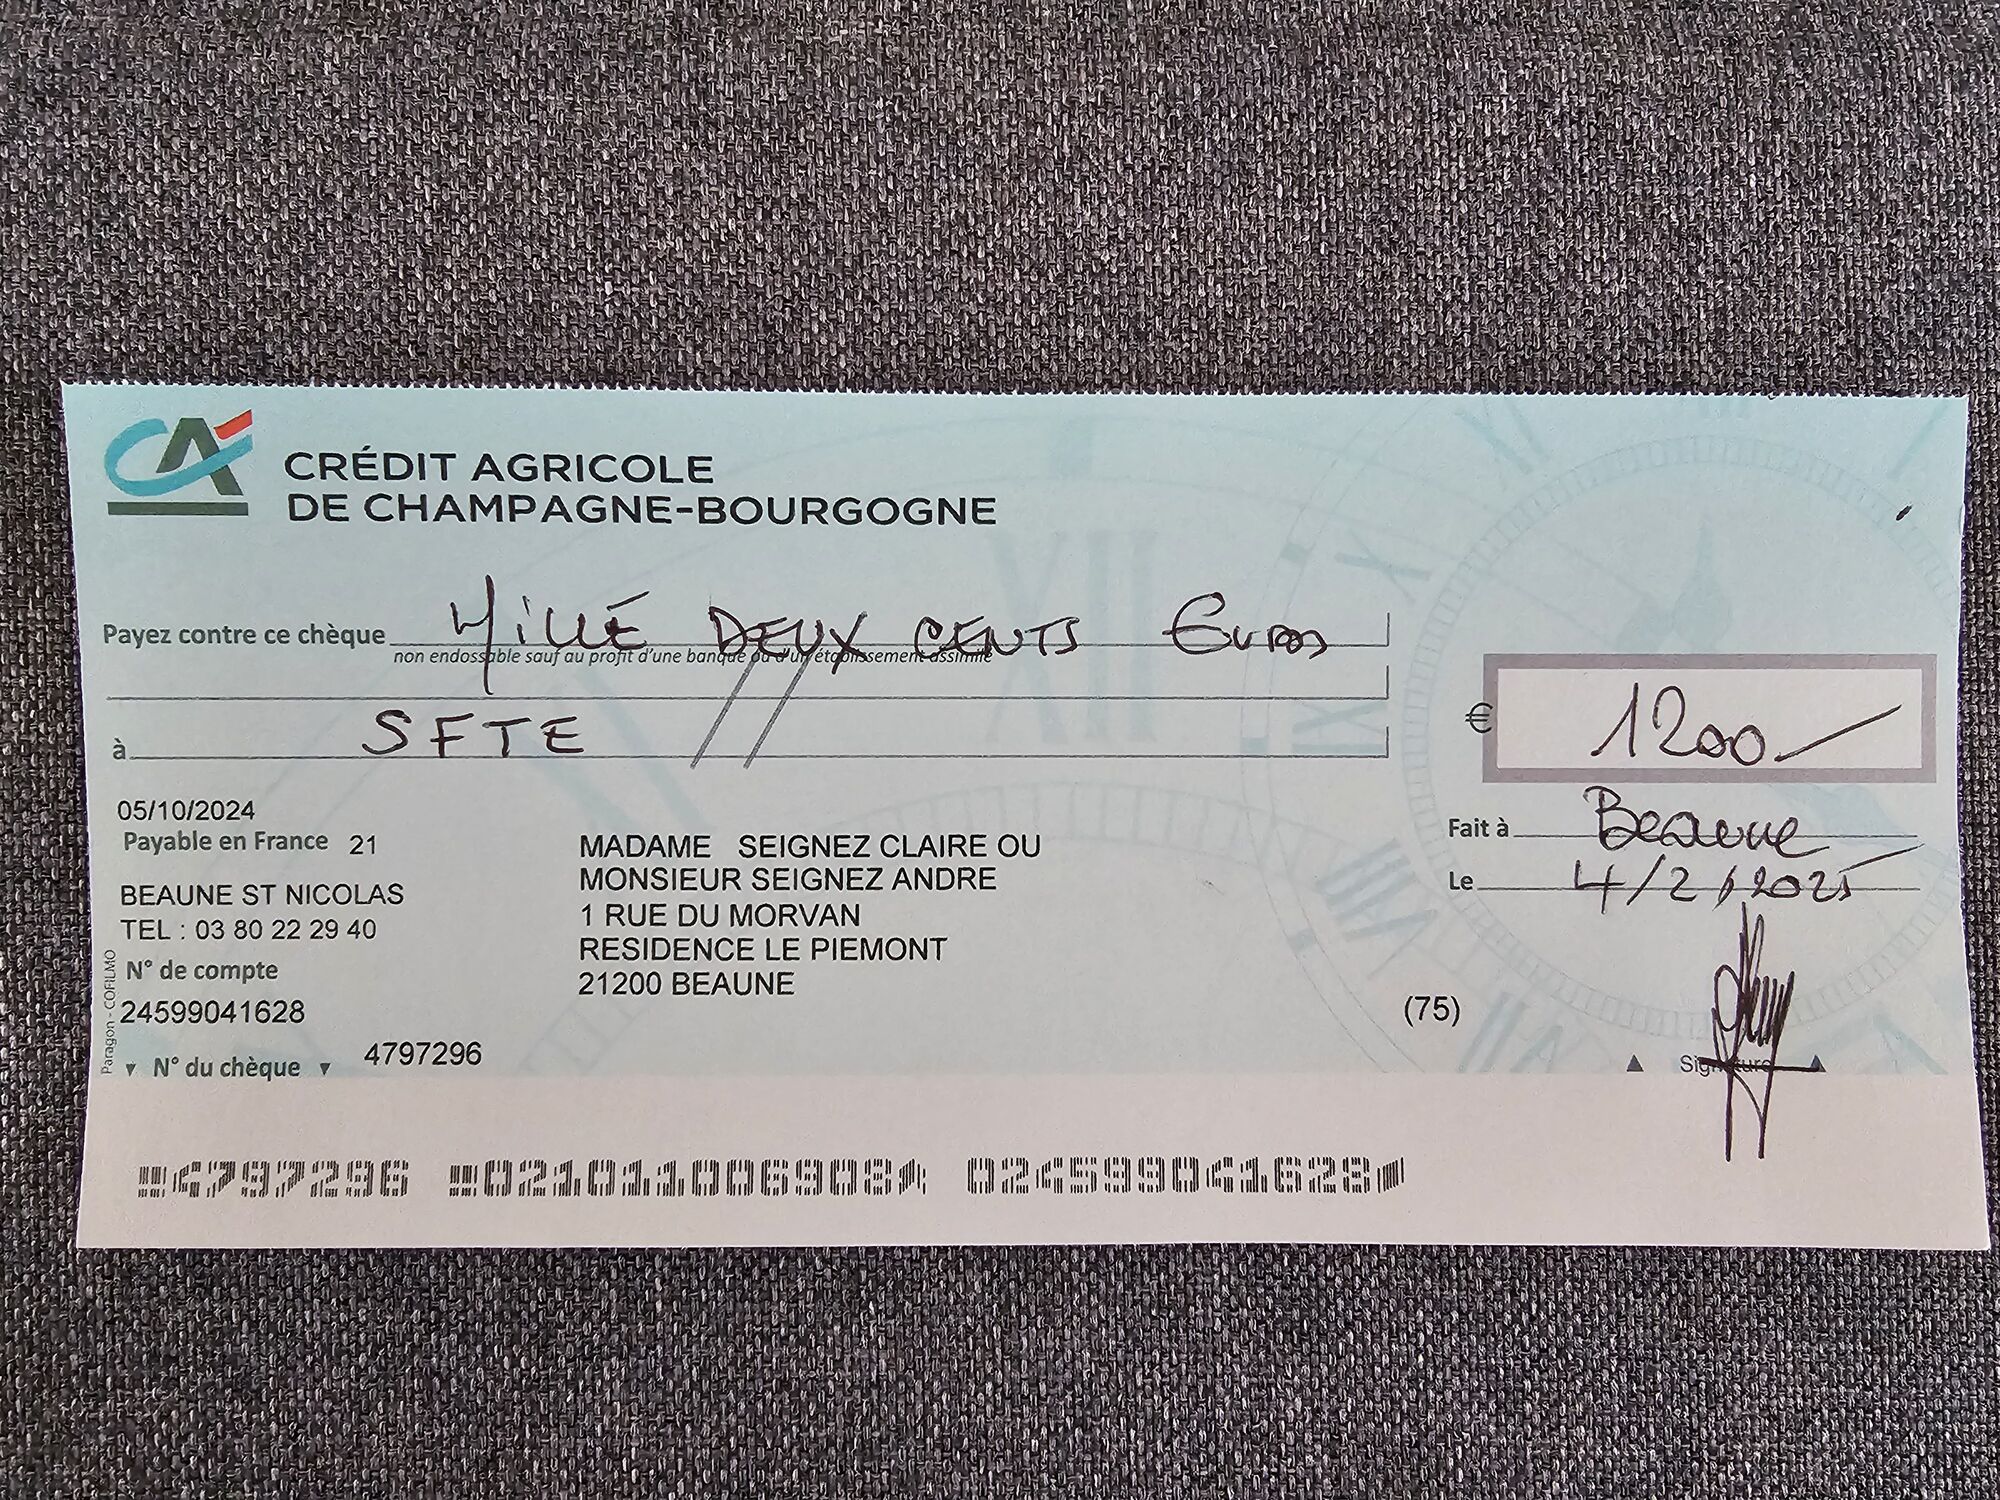 CA
CRÉDIT AGRICOLE
DE CHAMPAGNE-BOURGOGNE
Payez contre ce chèque MILLE DEUX CENTS Euros
non endossable sauf au profit d'une banque ou d'un établissement assimilé
à SFTE
€ 1200
05/10/2024
Payable en France 21
BEAUNE ST NICOLAS
TEL : 03 80 22 29 40
N° de compte
24599041628
N° du chèque 4797296
Paragon - COFILMO
MADAME SEIGNEZ CLAIRE OU
MONSIEUR SEIGNEZ ANDRE
1 RUE DU MORVAN
RESIDENCE LE PIEMONT
21200 BEAUNE
Fait à Beaune
Le 4/2/2025
(75)
Signature
4797296 021011006908 024599041628